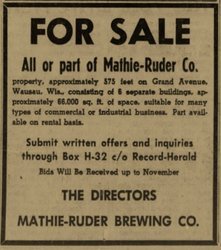 FOR SALE
All or part of Mathie-Ruder Co.
property, approximately 575 feet on Grand Avenue,
Wausau, Wis., consisting of 6 separate buildings, ap-
proximately 66,000 sq. ft. of space, suitable for many
types of commercial or industrial business. Part avail-
able on rental basis.
Submit written offers and inquiries
through Box H-32 c/o Record-Herald
Bids Will Be Received up to November
THE DIRECTORS
MATHIE-RUDER BREWING CO.